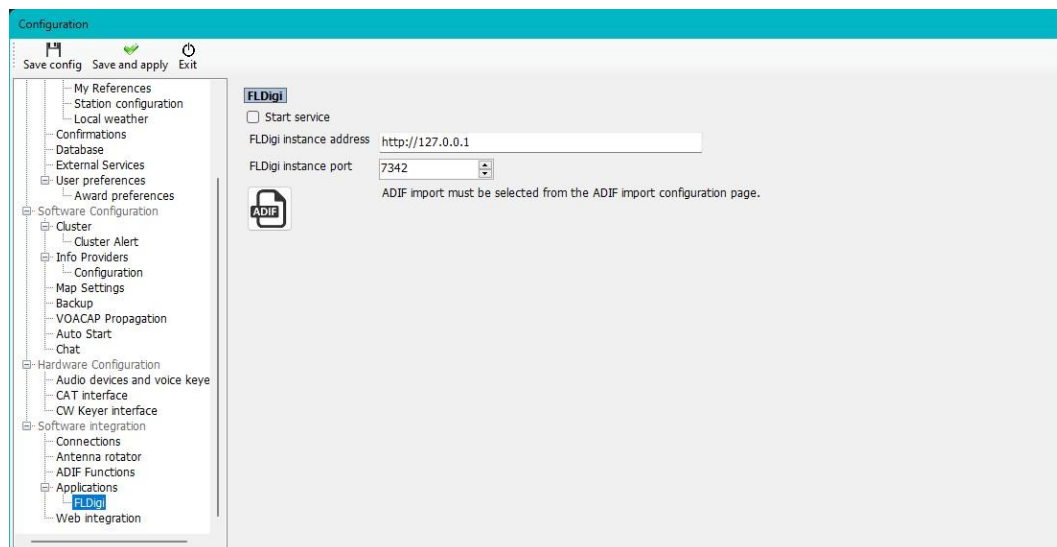 Configuration
Save config Save and apply Exit
My References
Station configuration
Local weather
Confirmations
Database
External Services
User preferences
Award preferences
Software Configuration
Cluster
Cluster Alert
Info Providers
Configuration
Map Settings
Backup
VOACAP Propagation
Auto Start
Chat
Hardware Configuration
Audio devices and voice keye
CAT interface
CW Keyer interface
Software integration
Connections
Antenna rotator
ADIF Functions
Applications
FLDigi
Web integration
FLDigi
Start service
FLDigi instance address http://127.0.0.1
FLDigi instance port 7342
ADIF import must be selected from the ADIF import configuration page.
ADIF